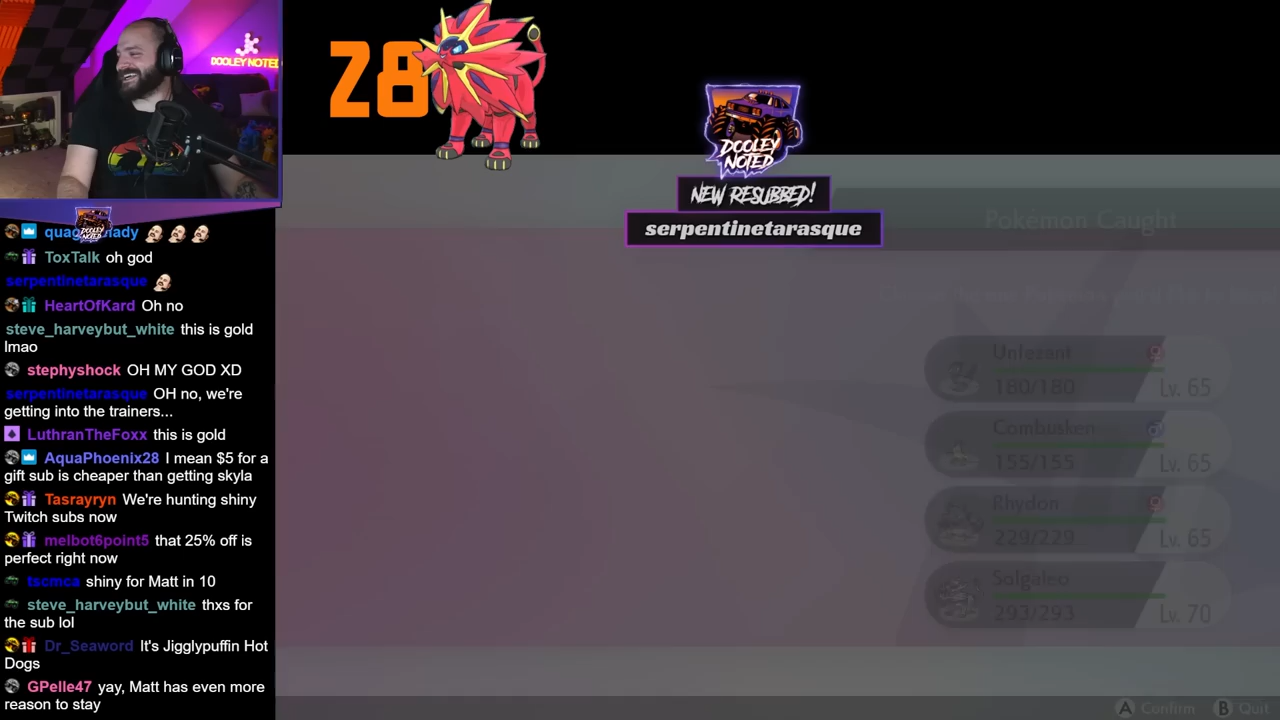 DOOLEY NOTED
28
DOOLEY
NOTED
NEW RESUBBED!
serpentinetarasque
Pokémon Caught
Unfezant
180/180
Lv. 65
Combusken
155/155
Lv. 65
Rhydon
229/229
Lv. 65
Solgaleo
293/293
Lv. 70
A Confirm B Quit
ToxTalk oh god
serpentinetarasque
HeartOfKard Oh no
steve_harveybut_white this is gold
lmao
stephyshock OH MY GOD XD
serpentinetarasque OH no, we're
getting into the trainers...
LuthranTheFoxx this is gold
AquaPhoenix28 I mean $5 for a
gift sub is cheaper than getting skyla
Tasrayryn We're hunting shiny
Twitch subs now
melbot6point5 that 25% off is
perfect right now
tscmca shiny for Matt in 10
steve_harveybut_white thxs for
the sub lol
Dr_Seaword It's Jigglypuffin Hot
Dogs
GPelle47 yay, Matt has even more
reason to stay